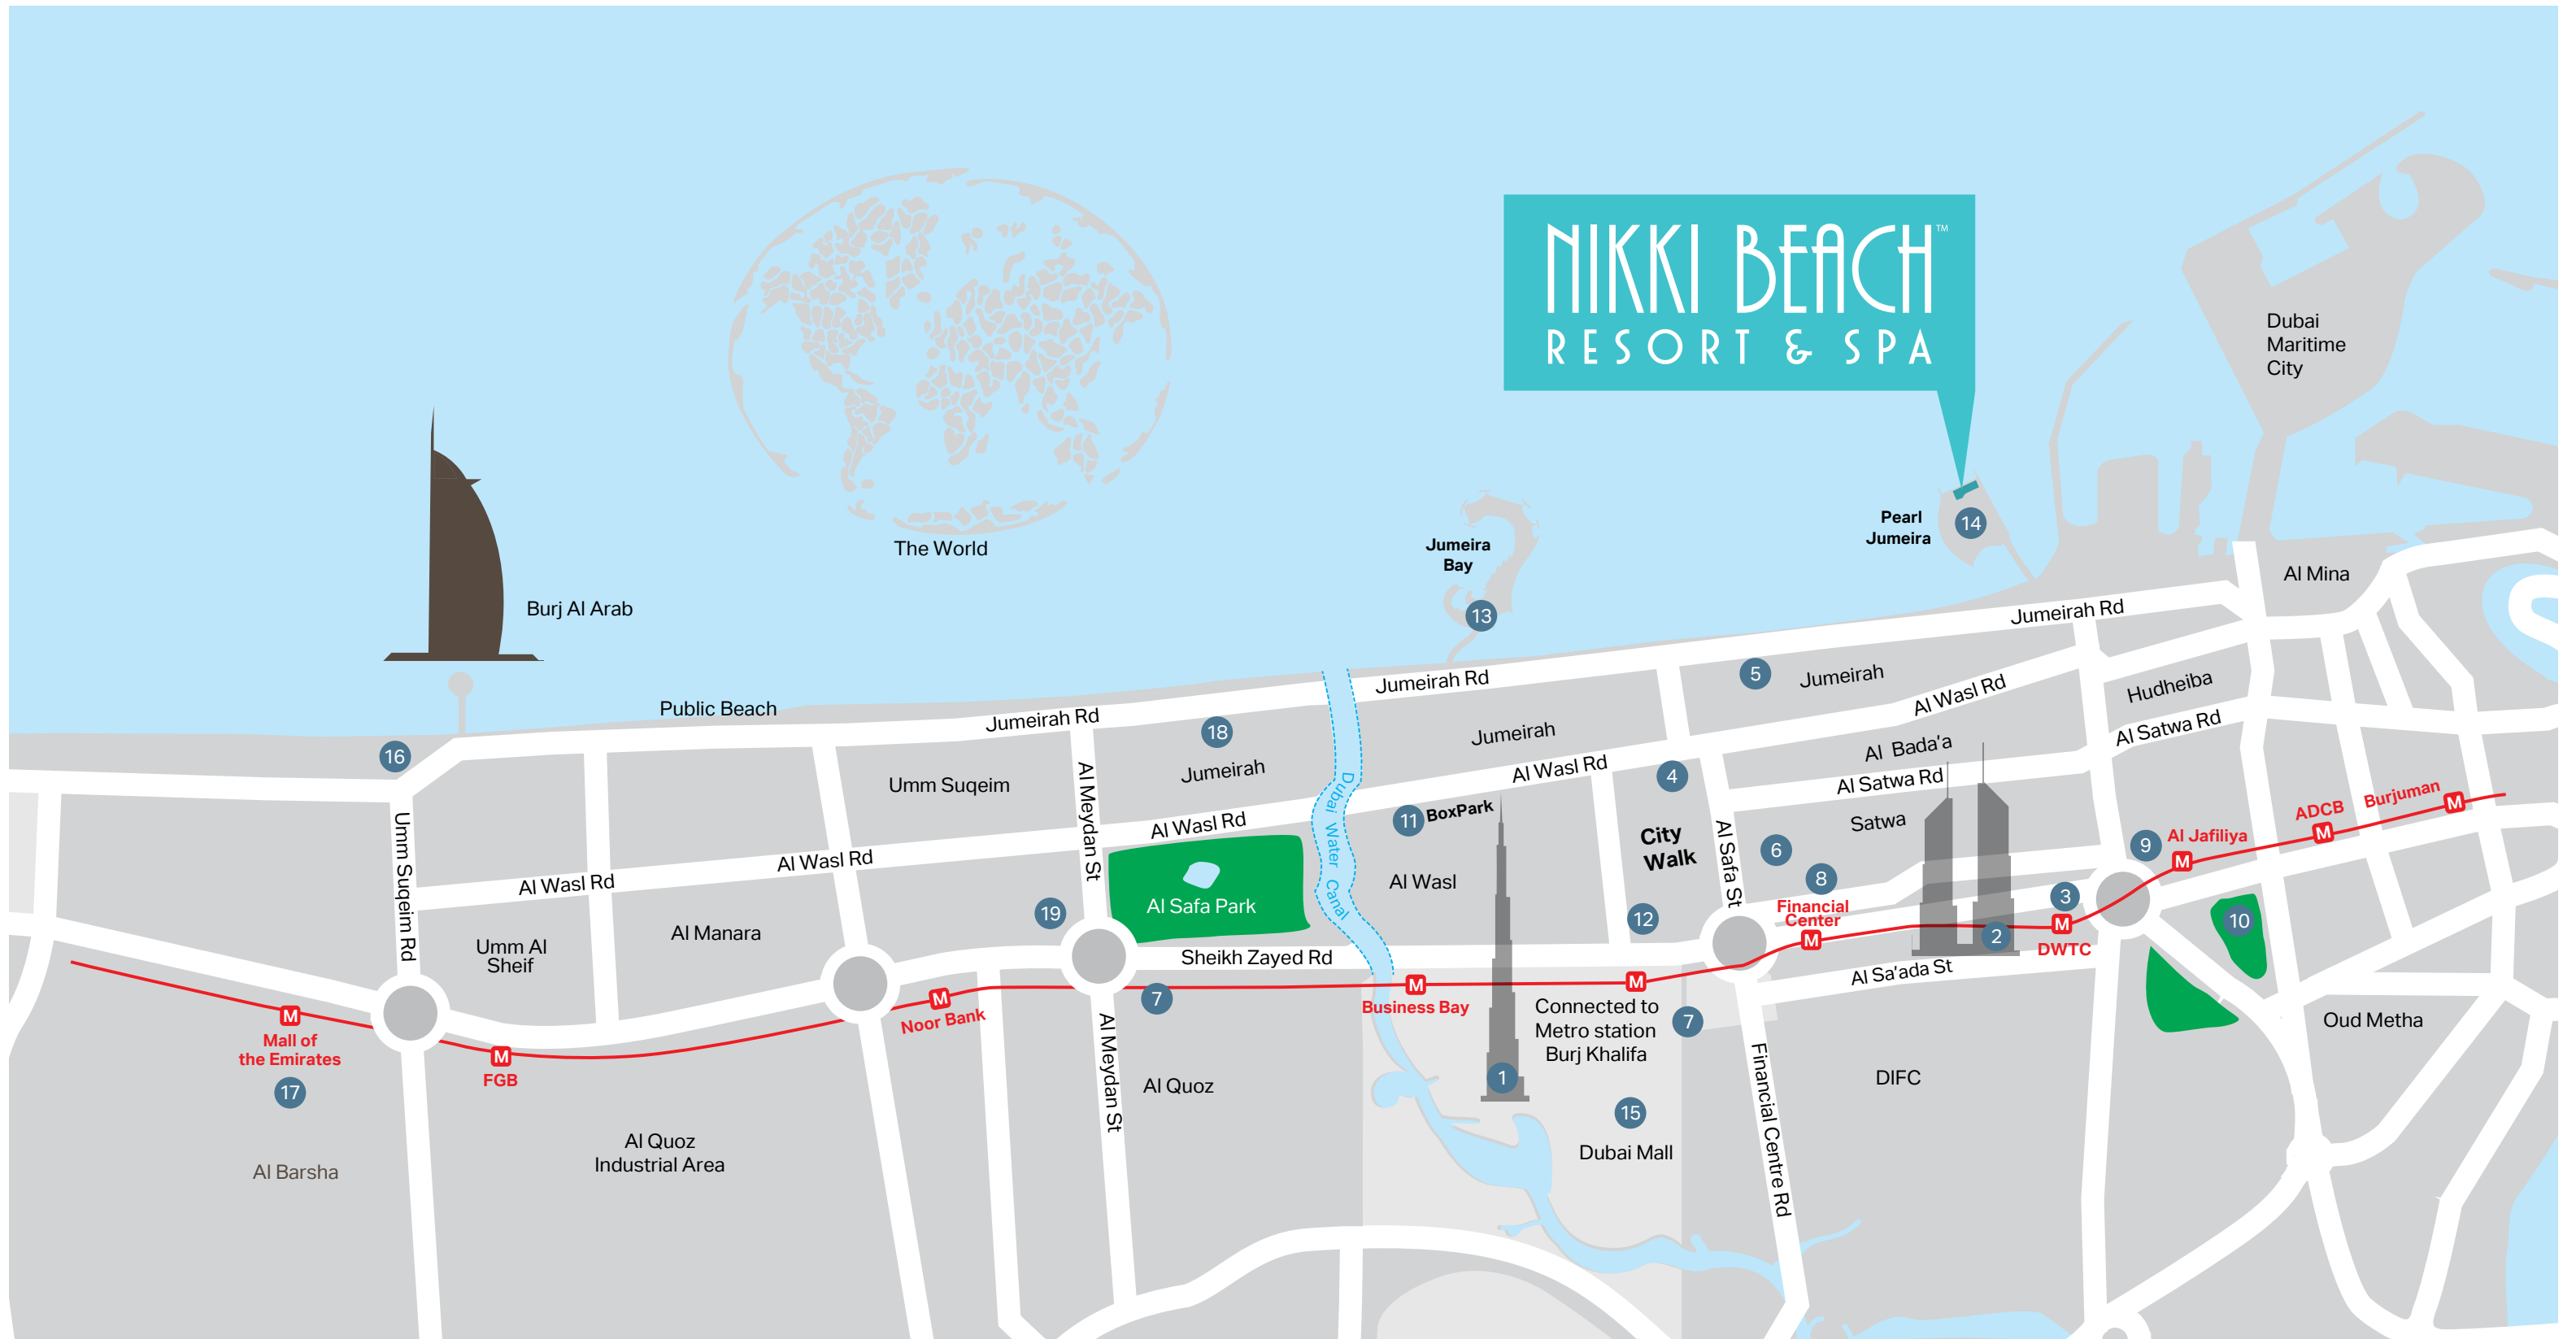 NIKKI BEACH™
RESORT & SPA
Dubai
Maritime
City
The World
Burj Al Arab
Jumeira
Bay
13
Pearl
Jumeira
14
Al Mina
Public Beach
Jumeirah Rd
Jumeirah Rd
Jumeirah Rd
16
18
5
Jumeirah
Jumeirah
Jumeirah
Hudheiba
Umm Suqeim
Al Wasl Rd
Al Wasl Rd
Al Wasl Rd
Al Wasl Rd
Al Wasl Rd
Al Satwa Rd
Al Satwa Rd
Al Bada'a
Al Meydan St
Dubai Water Canal
4
11
BoxPark
City
Walk
Al Safa St
Satwa
6
8
9
Al Jafiliya
M
ADCB
M
Burjuman
M
Umm Suqeim Rd
Umm Al
Sheif
Al Manara
19
Al Safa Park
Al Wasl
12
Financial
Center
M
2
3
M
DWTC
10
Sheikh Zayed Rd
Al Sa'ada St
M
Mall of
the Emirates
17
M
FGB
M
Noor Bank
7
M
Business Bay
M
Connected to
Metro station
Burj Khalifa
7
1
15
Dubai Mall
Al Meydan St
Al Quoz
Al Quoz
Industrial Area
Al Barsha
Financial Centre Rd
DIFC
Oud Metha